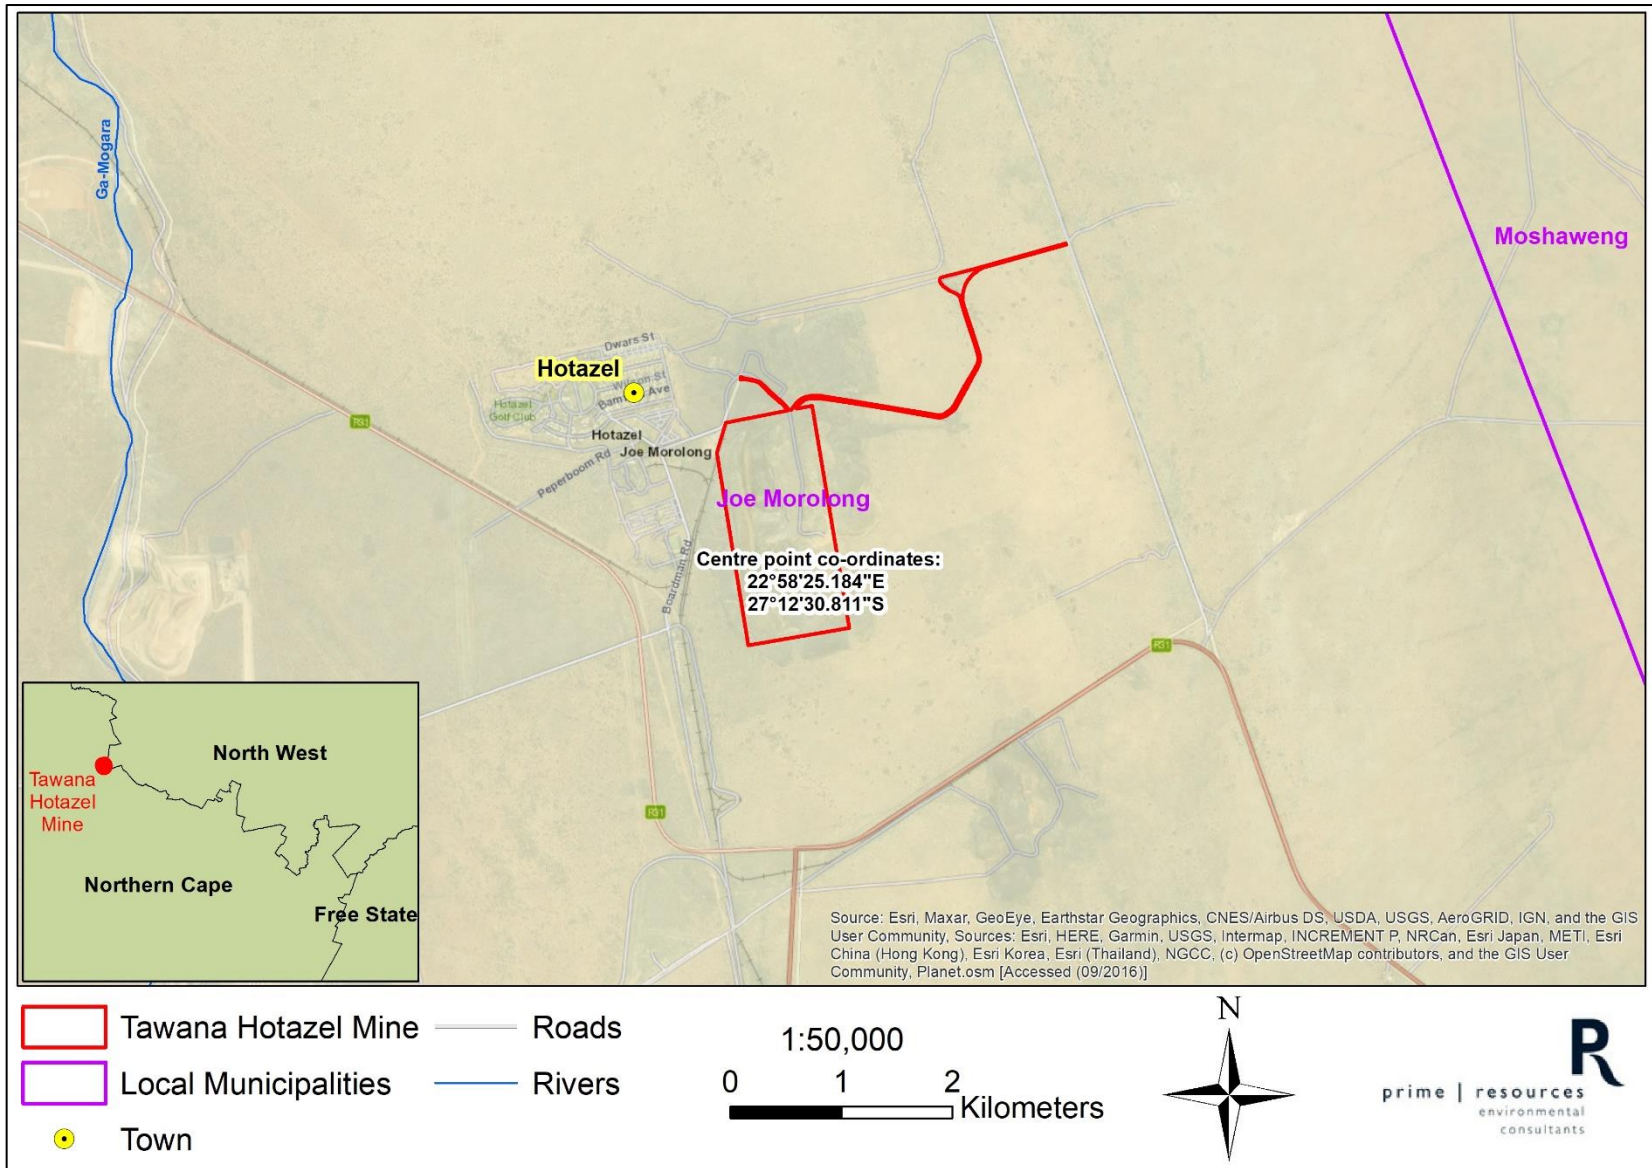 Ga-Mogara
Moshaweng
Dwars St
Hotazel
Wilson St
Hotazel
Golf Club
R31
Hotazel
Joe Morolong
Peperboom Rd
Joe Morolong
Boardman Rd
Centre point co-ordinates:
22°58'25.184"E
27°12'30.811"S
R31
R31
North West
Tawana
Hotazel
Mine
Northern Cape
Free State
Source: Esri, Maxar, GeoEye, Earthstar Geographics, CNES/Airbus DS, USDA, USGS, AeroGRID, IGN, and the GIS
User Community, Sources: Esri, HERE, Garmin, USGS, Intermap, INCREMENT P, NRCan, Esri Japan, METI, Esri
China (Hong Kong), Esri Korea, Esri (Thailand), NGCC, (c) OpenStreetMap contributors, and the GIS User
Community, Planet.osm [Accessed (09/2016)]
Tawana Hotazel Mine
Roads
Local Municipalities
Rivers
Town
1:50,000
0 1 2
Kilometers
N
R
prime | resources
environmental
consultants